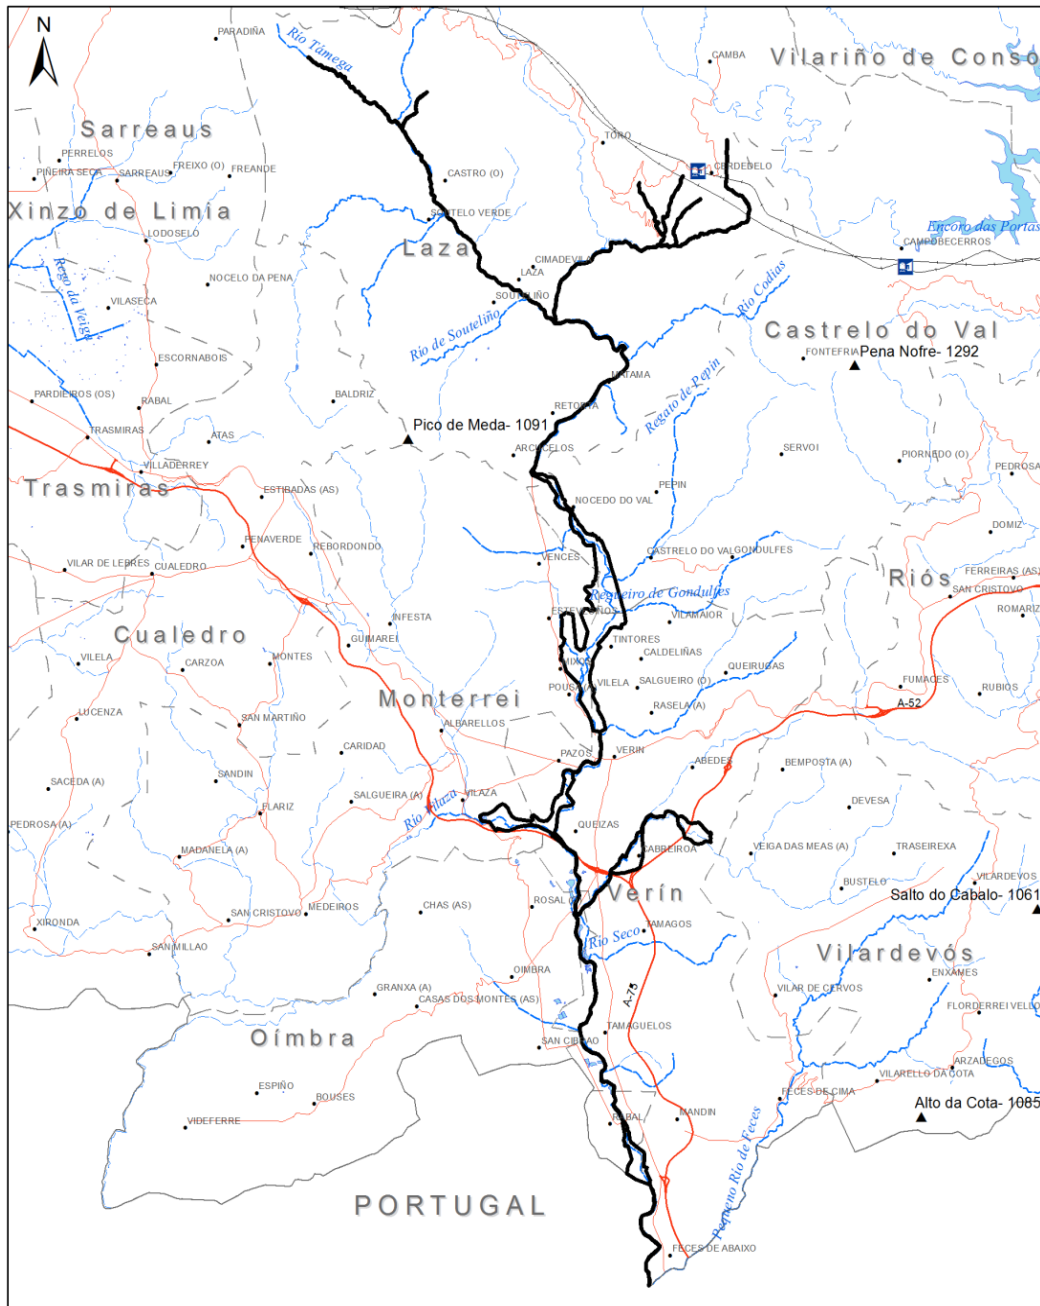 N
PARADIÑA
Río Támega
CAMBA
Vilariño de Conso
Sarreaus
TORO
PERRELOS
PIÑEIRA SECA
SARREAUS
FREIXO (O)
FREANDE
CASTRO (O)
CERDEDELO
Xinzo de Limia
SOUTELO VERDE
LODOSELO
Laza
Encoro das Portas
CAMPOBECERROS
Rego da Veiga
NOCELO DA PENA
CIMADEVILA
LAZA
VILASECA
SOUTELIÑO
Río Codias
Río de Souteliño
Castrelo do Val
FONTEFRIA
Pena Nofre- 1292
ESCORNABOIS
MATAMA
Regato de Pepín
PARDIEIROS (OS)
RABAL
BALDRIZ
RETORTA
Pico de Meda- 1091
TRASMIRAS
ATAS
ARCUCELOS
SERVOI
PIORNEDO (O)
VILLADERREY
PEDROSA
Trasmiras
ESTIBADAS (AS)
NOCEDO DO VAL
PEPIN
DOMIZ
PENAVERDE
REBORDONDO
VENCES
CASTRELO DO VAL
GONDULFES
VILAR DE LEBRES
CUALEDRO
Riós
FERREIRAS (AS)
SAN CRISTOVO
Regueiro de Gondulfes
ROMARIZ
INFESTA
ESTEVESIÑOS
VILAMAIOR
Cualedro
GUIMAREI
TINTORES
CALDELIÑAS
VILELA
CARZOA
MONTES
MIXOS
QUEIRUGAS
Monterrei
POUSA (A)
VILELA
SALGUEIRO (O)
FUMACES
RUBIOS
A-52
LUCENZA
SAN MARTIÑO
ALBARELLOS
RASELA (A)
CARIDAD
PAZOS
VERIN
ABEDES
BEMPOSTA (A)
SACEDA (A)
SANDIN
SALGUEIRA (A)
VILAZA
Río Vilaza
DEVESA
PEDROSA (A)
FLARIZ
QUEIZAS
MADANELA (A)
CABREIROA
VEIGA DAS MEAS (A)
TRASEIREXA
BUSTELO
VILARDEVOS
Verín
Salto do Cabalo- 1061
SAN CRISTOVO
MEDEIROS
CHAS (AS)
XIRONDA
TAMAGOS
SAN MILLAO
Río Seco
Vilardevós
OIMBRA
ENXAMES
GRANXA (A)
A-75
VILAR DE CERVOS
CASAS DOS MONTES (AS)
FLORDERREI VELLO
Oímbra
TAMAGUELOS
SAN CIBRAO
ARZADEGOS
VILARELLO DA COTA
ESPIÑO
BOUSES
FECES DE CIMA
Alto da Cota- 1085
VIDEFERRE
RABAL
MANDIN
Pequeno Río de Feces
PORTUGAL
FECES DE ABAIXO